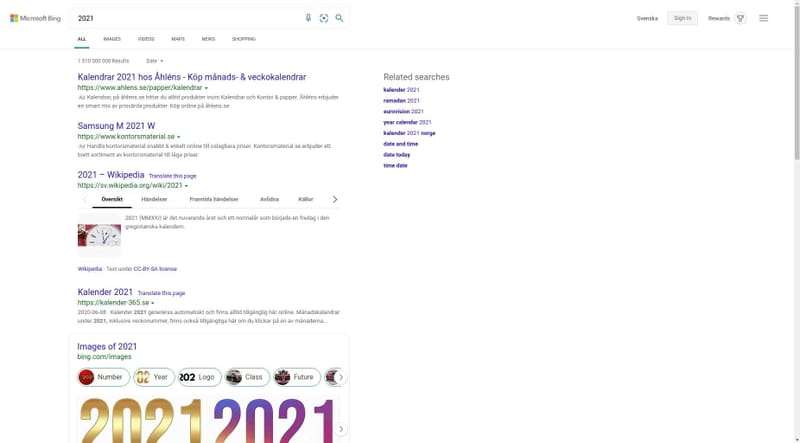 Microsoft Bing
2021
Svenska
Sign in
Rewards
ALL
IMAGES
VIDEOS
MAPS
NEWS
SHOPPING
1 510 000 000 Results
Date
Kalendrar 2021 hos Åhléns - Köp månads- & veckokalendrar
https://www.ahlens.se/papper/kalendrar
Ad Kalendrar, på åhlens.se hittar du alltid produkter inom Kalendrar och Kontor & papper. Åhléns erbjuder
en smart mix av prisvärda produkter. Köp online på åhlens.se
Samsung M 2021 W
https://www.kontorsmaterial.se
Ad Handla kontorsmaterial snabbt & enkelt online till oslagbara priser. Kontorsmaterial.se erbjuder ett
brett sortiment av kontorsmaterial till låga priser.
2021 – Wikipedia Translate this page
https://sv.wikipedia.org/wiki/2021
Översikt
Händelser
Framtida händelser
Avlidna
Källor
2021 (MMXXI) är det nuvarande året och ett normalår som började en fredag i den
gregorianska kalendern.
Wikipedia · Text under CC-BY-SA license
Kalender 2021 Translate this page
https://kalender-365.se
2020-06-08 · Kalender 2021 genereras automatiskt och finns alltid tillgänglig här online. Månadskalendrar
under 2021, inklusive veckonummer, finns också tillgängliga här om du klickar på en av månaderna...
Images of 2021
bing.com/images
Number
Year
2021
Logo
Class
Future
2021
2021
Related searches
kalender 2021
ramadan 2021
eurovision 2021
year calendar 2021
kalender 2021 norge
date and time
date today
time date